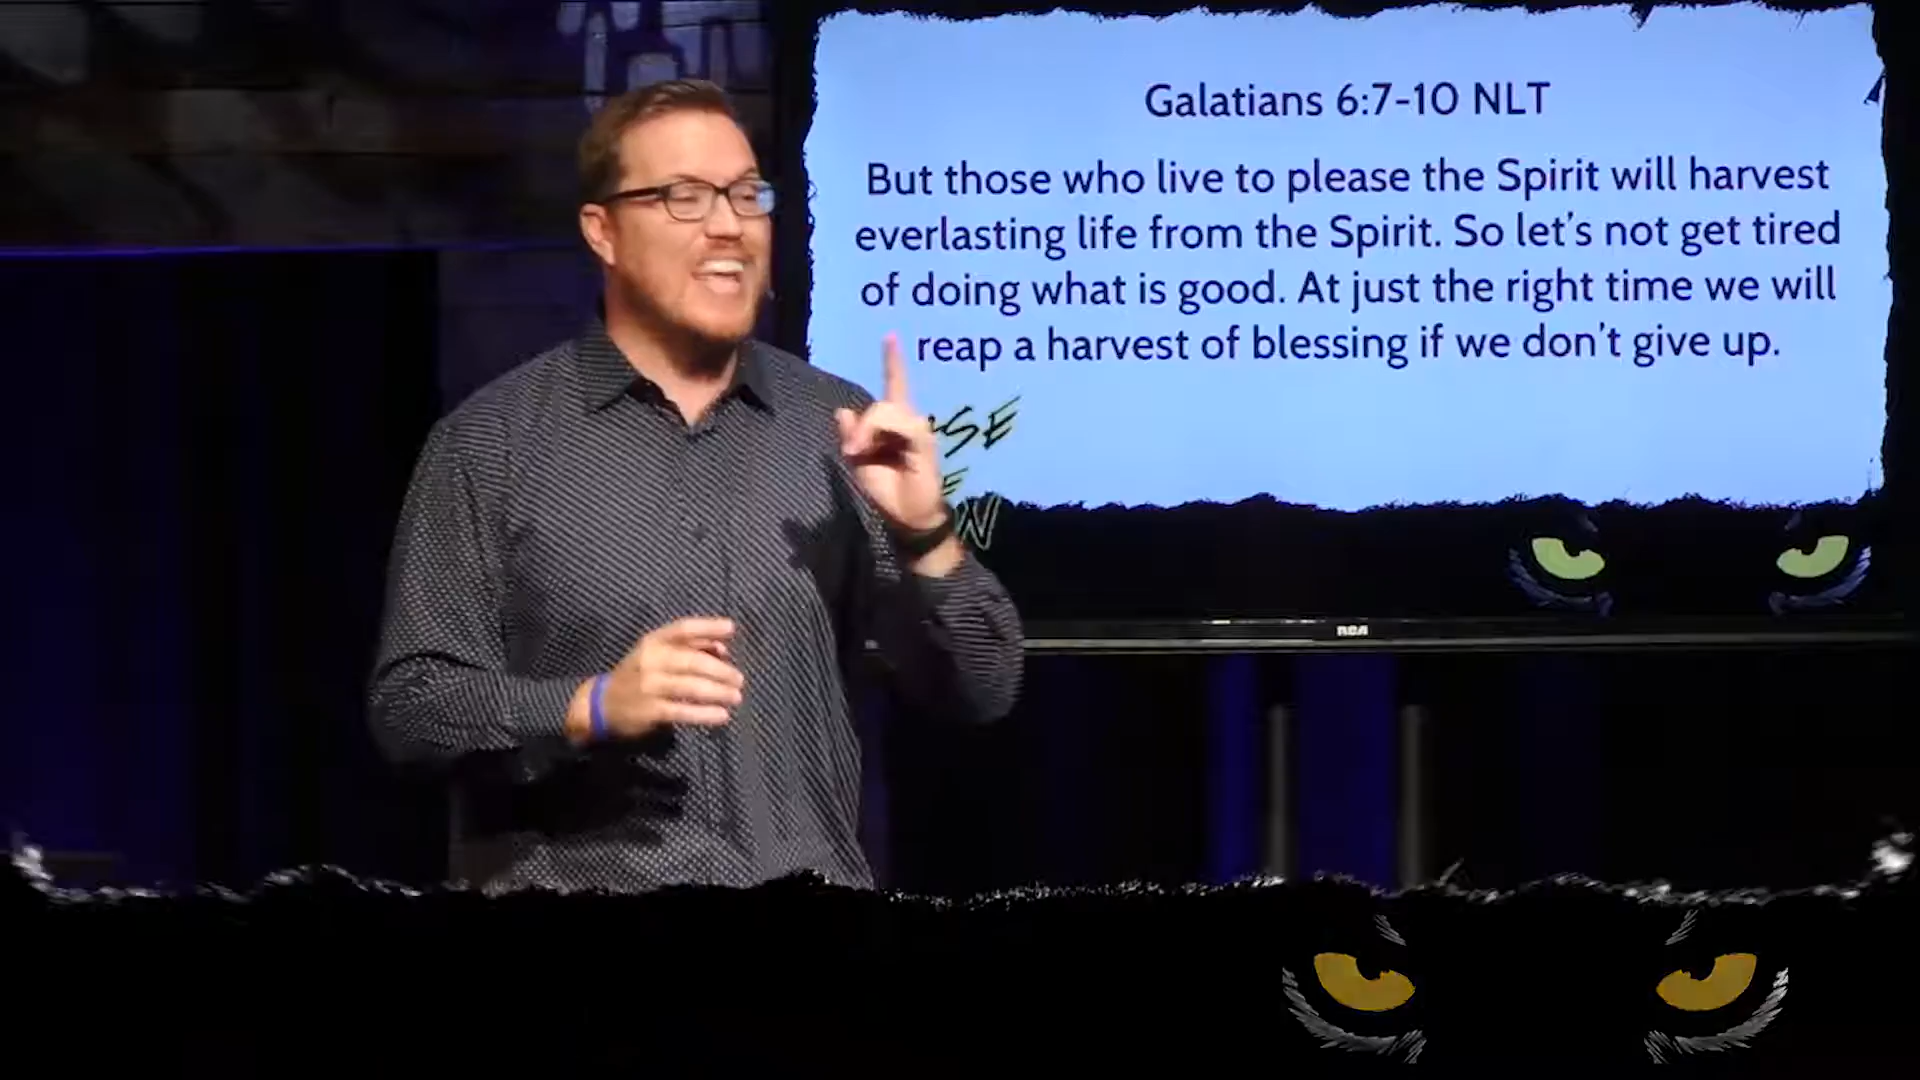 Galatians 6:7-10 NLT
But those who live to please the Spirit will harvest
everlasting life from the Spirit. So let's not get tired
of doing what is good. At just the right time we will
reap a harvest of blessing if we don't give up.
RCA